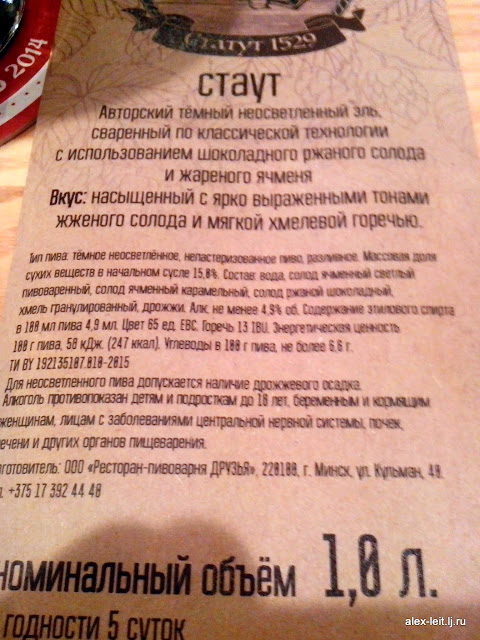 2014
Статут 1529
стаут
Авторский тёмный неосветленный эль,
сваренный по классической технологии
с использованием шоколадного ржаного солода
и жареного ячменя
Вкус: насыщенный с ярко выраженными тонами
жженого солода и мягкой хмелевой горечью.
Тип пива: тёмное неосветлённое, непастеризованное пиво, разливное. Массовая доля
сухих веществ в начальном сусле 15,0%. Состав: вода, солод ячменный светлый
пивоваренный, солод ячменный карамельный, солод ржаной шоколадный,
хмель гранулированный, дрожжи. Алк. не менее 4,9% об. Содержание этилового спирта
в 100 мл пива 4,9 мл. Цвет 65 ед. ЕВС. Горечь 13 IBU. Энергетическая ценность
100 г пива, 58 кДж. (247 ккал). Углеводы в 100 г пива, не более 6,6 г.
ТИ BY 192135107.010-2015
Для неосветленного пива допускается наличие дрожжевого осадка.
Алкоголь противопоказан детям и подросткам до 18 лет, беременным и кормящим
женщинам, лицам с заболеваниями центральной нервной системы, почек,
печени и других органов пищеварения.
зготовитель: ООО «Ресторан-пивоварня ДРУЗЬЯ», 220100, г. Минск, ул. Кульман, 40.
л. +375 17 392 44 40
номинальный объём 1,0 л.
годности 5 суток
alex-leit.lj.ru